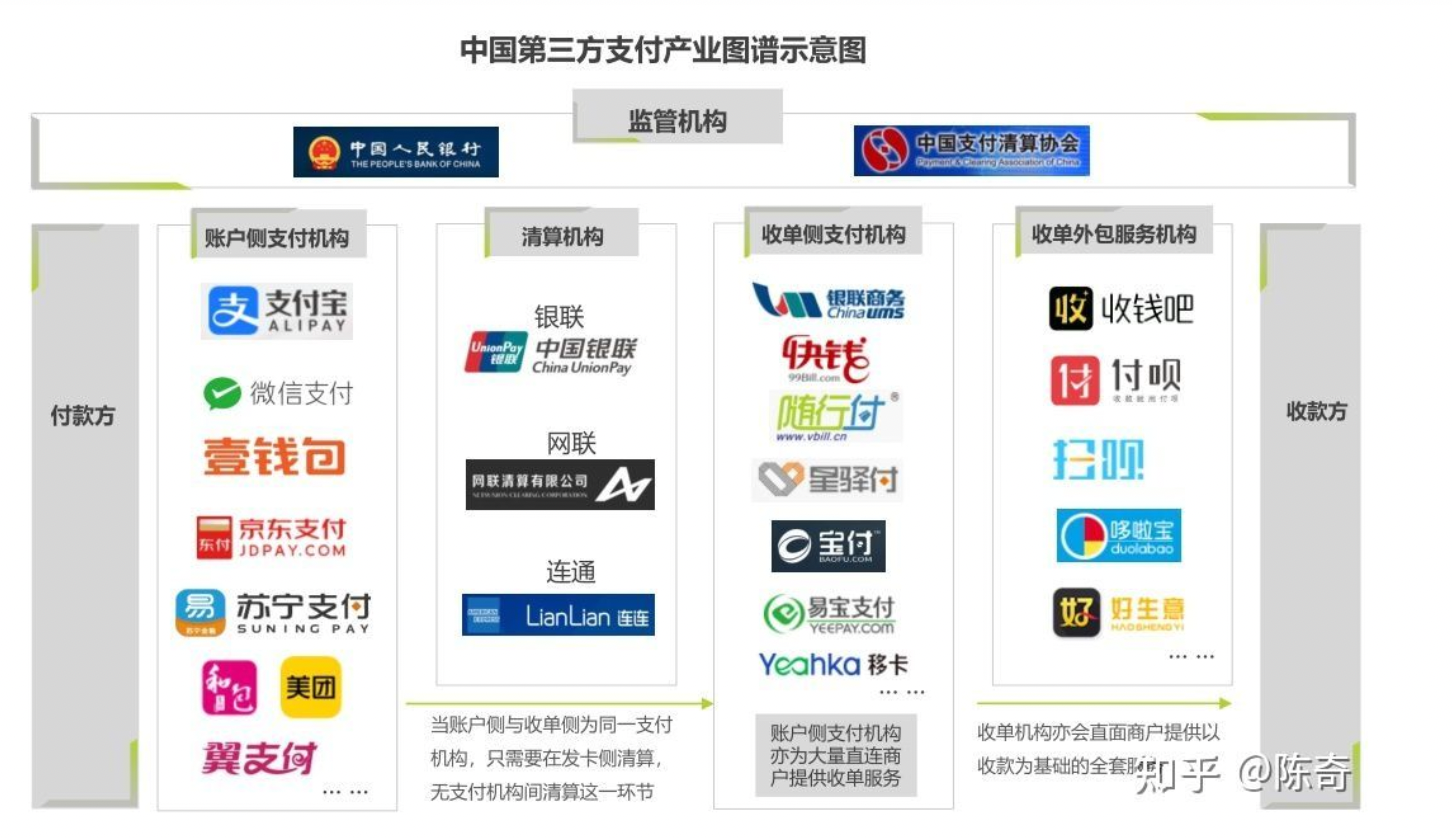 中国第三方支付产业图谱示意图
监管机构
中国人民银行
THE PEOPLE'S BANK OF CHINA
中国支付清算协会
Payment & Clearing Association of China
付款方
账户侧支付机构
支 支付宝
ALIPAY
微信支付
壹钱包
东付 京东支付
JDPAY.COM
易 苏宁支付
苏宁金融 SUNING PAY
和包
美团
翼支付
... ...
清算机构
银联
UnionPay
银联
中国银联
China UnionPay
网联
网联清算有限公司
NETSUNION CLEARING CORPORATION
连通
AMERICAN EXPRESS
LianLian 连连
当账户侧与收单侧为同一支付
机构，只需要在发卡侧清算，
无支付机构间清算这一环节
收单侧支付机构
银联商务
China ums
快钱
99Bill.com
随行付®
www.vbill.cn
星驿付
宝付
BAOFU.COM
易宝支付
YEEPAY.COM
Yeahka 移卡
... ...
账户侧支付机构
亦为大量直连商
户提供收单服务
收单外包服务机构
收 收钱吧
付 付呗
扫呗
哆啦宝
duolabao
好 好生意
HAOSHENGYI
... ...
收单机构亦会直面商户提供以
收款为基础的全套
收款方
知乎 @陈奇